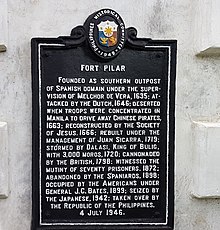 FORT PILAR
FOUNDED AS SOUTHERN OUTPOST
OF SPANISH DOMAIN UNDER THE SUPER-
VISION OF MELCHOR DE VERA, 1635; AT-
TACKED BY THE DUTCH, 1646; DESERTED
WHEN TROOPS WERE CONCENTRATED IN
MANILA TO DRIVE AWAY CHINESE PIRATES,
1663; RECONSTRUCTED BY THE SOCIETY
OF JESUS, 1666; REBUILT UNDER THE
MANAGEMENT OF JUAN SICARRA, 1719;
STORMED BY DALASI, KING OF BULIG,
WITH 3,000 MOROS, 1720; CANNONADED
BY THE BRITISH, 1798; WITNESSED THE
MUTINY OF SEVENTY PRISONERS, 1872;
ABANDONED BY THE SPANIARDS, 1898;
OCCUPIED BY THE AMERICANS UNDER
GENERAL J.C. BATES, 1899; SEIZED BY
THE JAPANESE, 1942; TAKEN OVER
BY THE REPUBLIC OF THE PHILIPPINES,
4 JULY 1946.